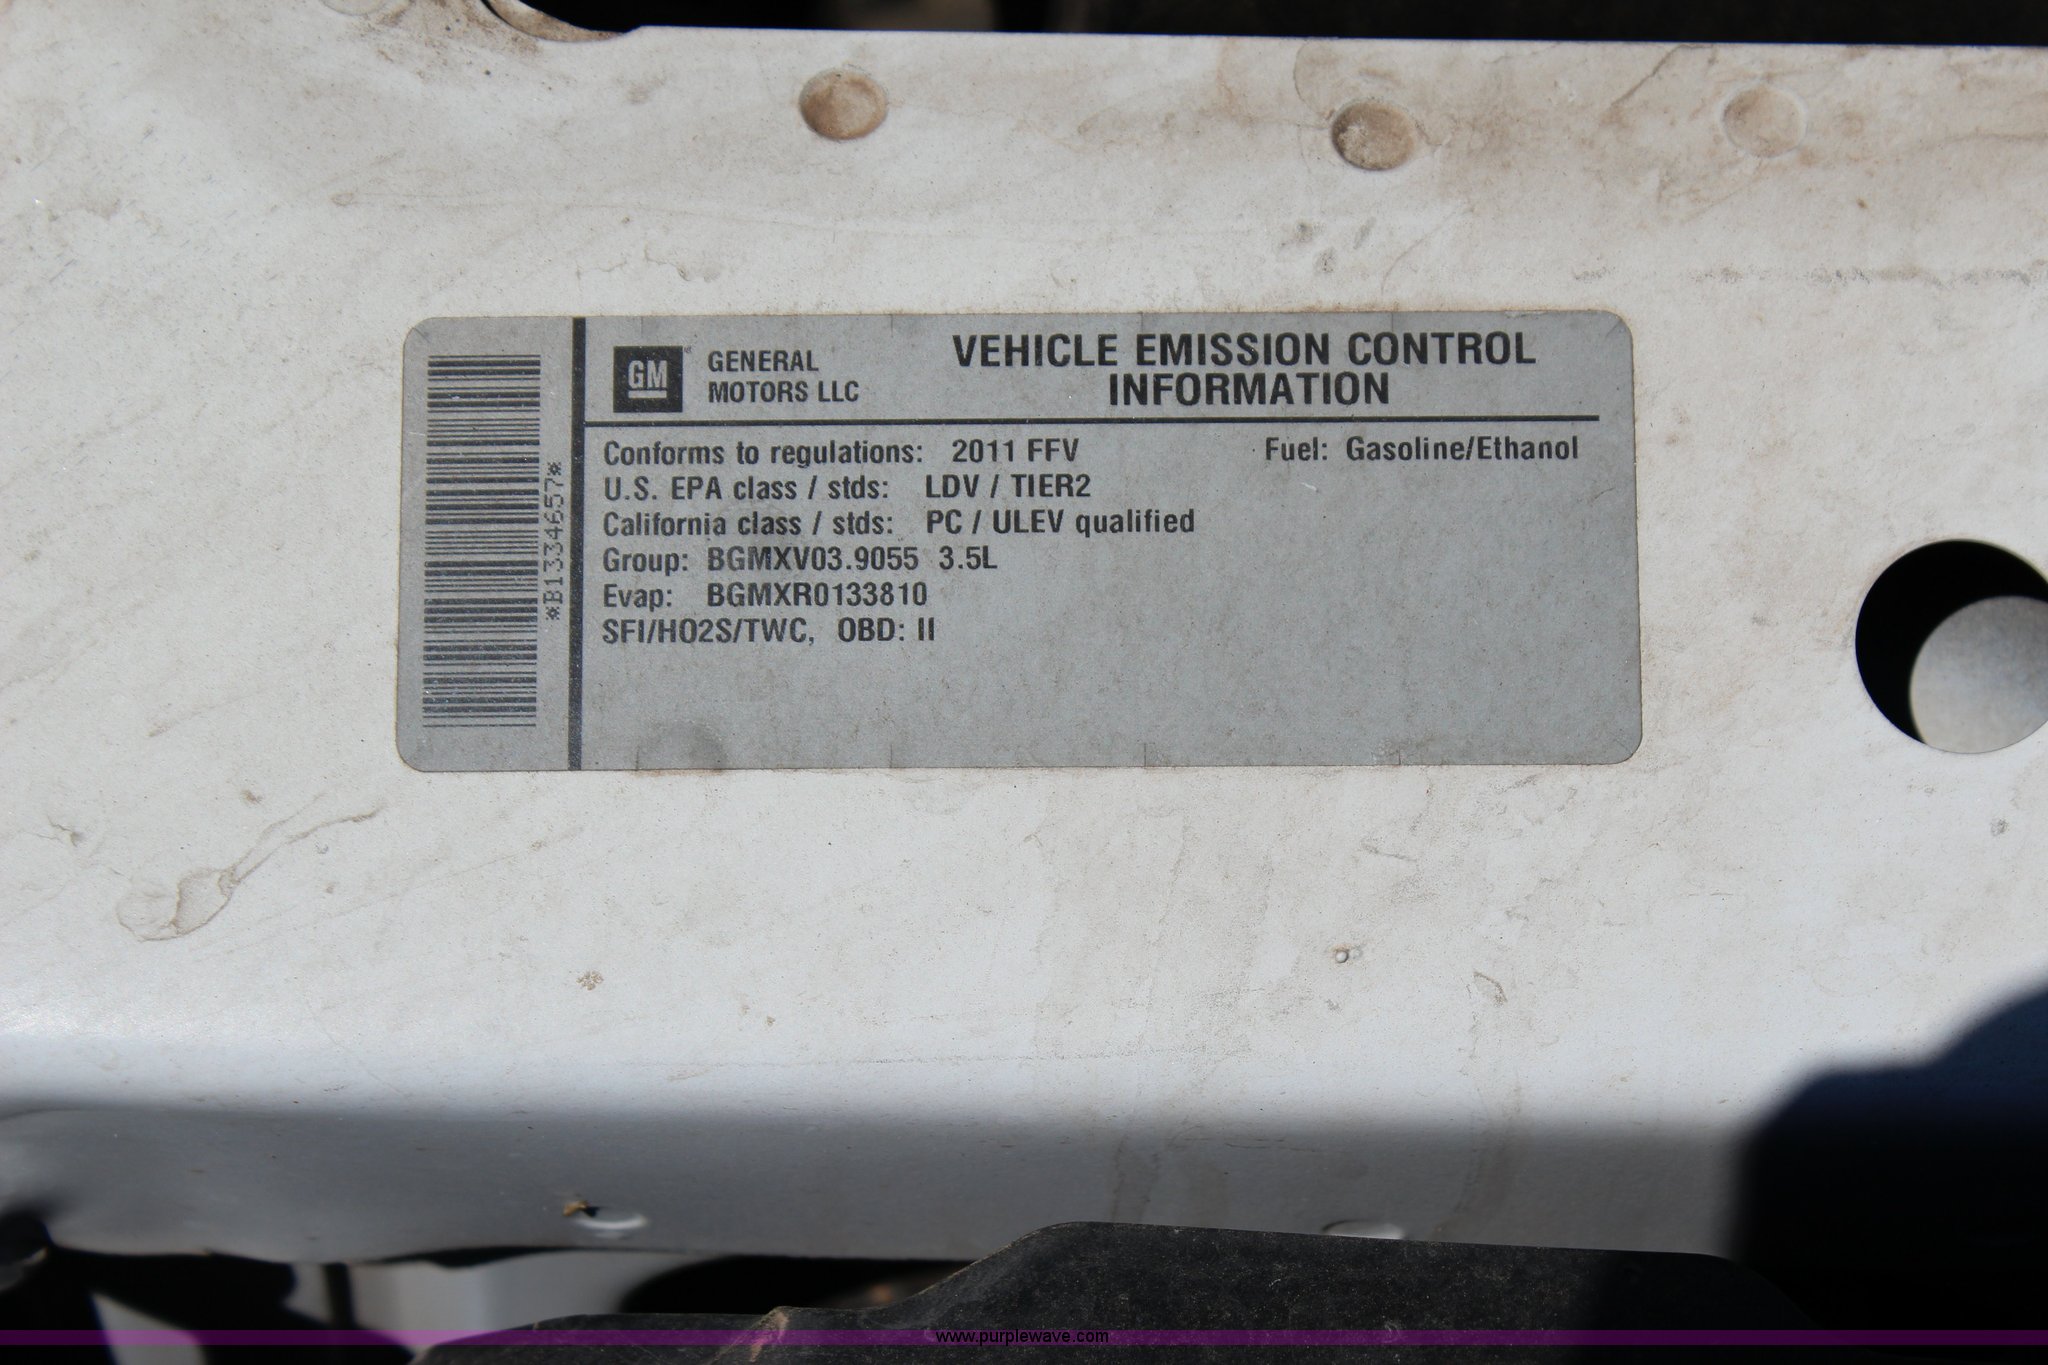 GM
GENERAL
MOTORS LLC
VEHICLE EMISSION CONTROL
INFORMATION
Conforms to regulations: 2011 FFV
Fuel: Gasoline/Ethanol
U.S. EPA class / stds: LDV / TIER2
California class / stds: PC / ULEV qualified
Group: BGMXV03.9055 3.5L
Evap: BGMXR0133810
SFI/HO2S/TWC, OBD: II
*B1334657*
www.purplewave.com